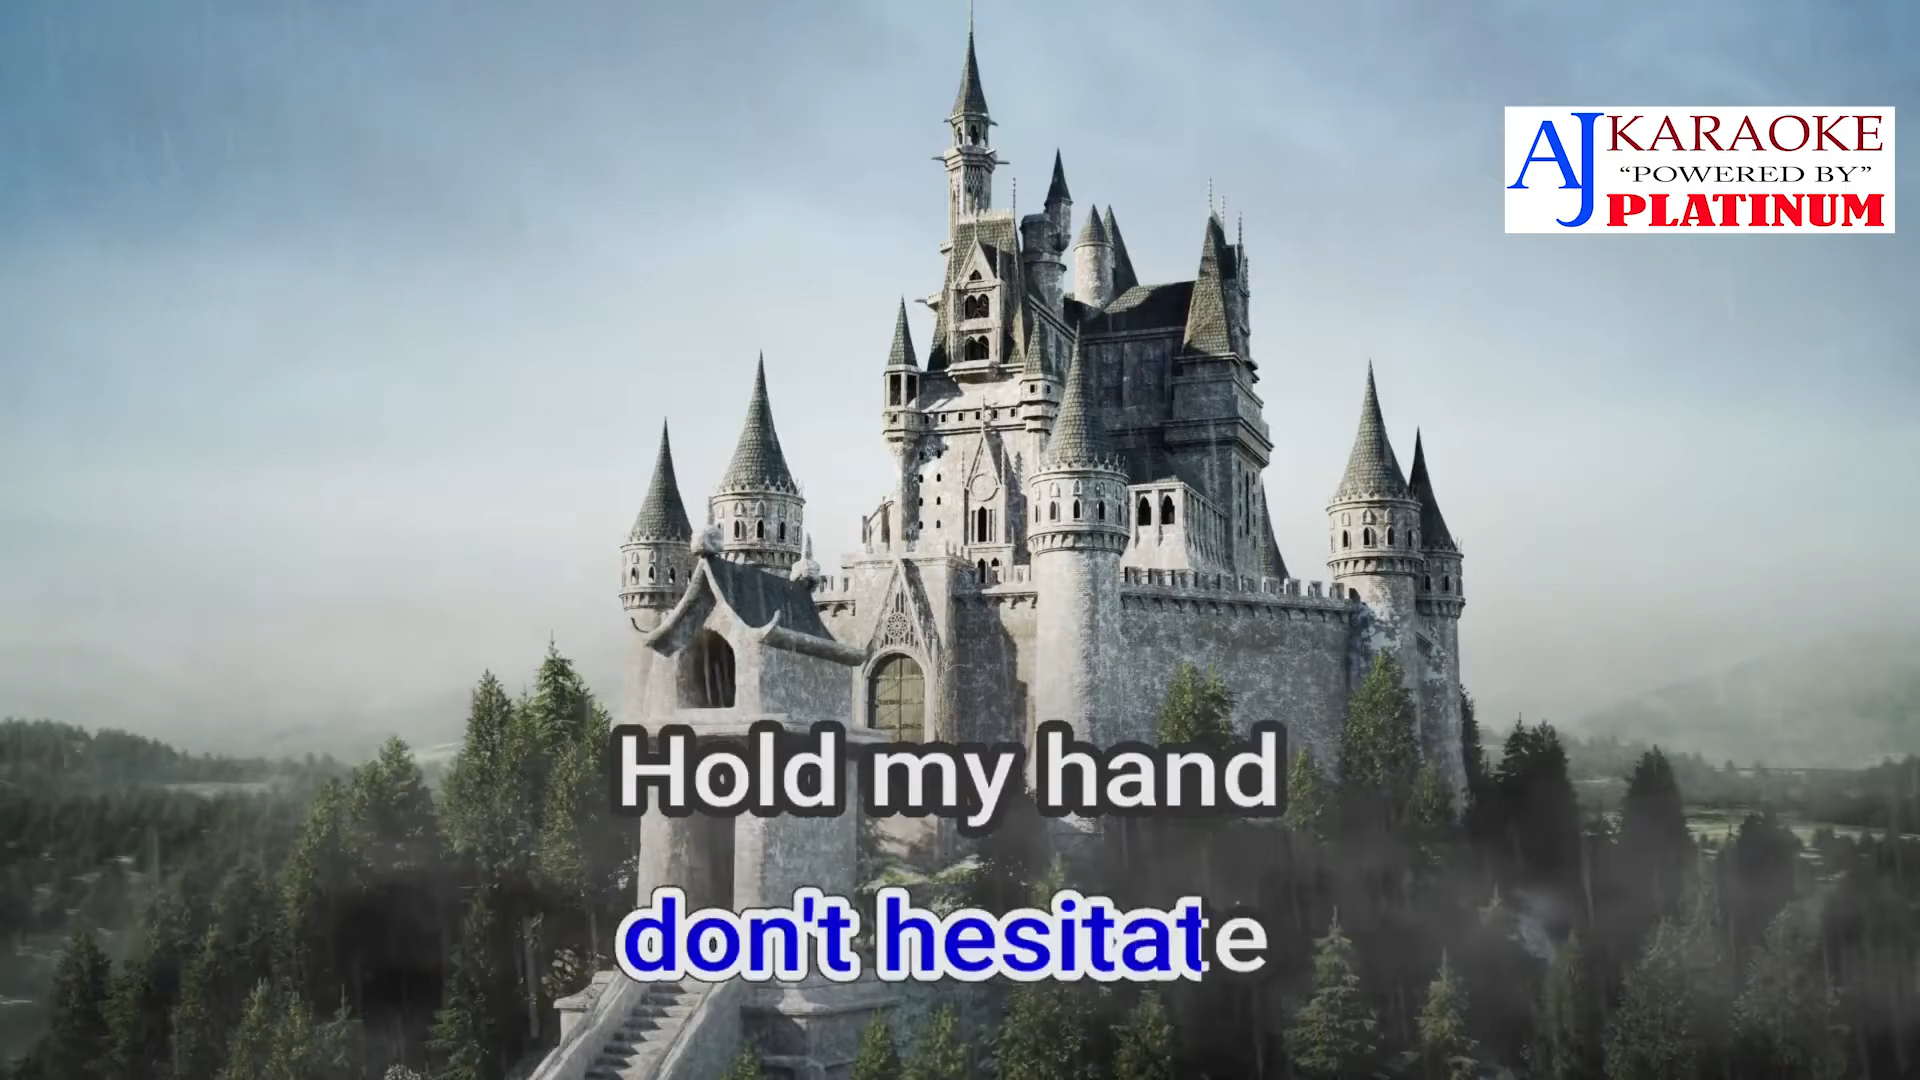 AJ KARAOKE
“POWERED BY”
PLATINUM
Hold my hand
don't hesitate